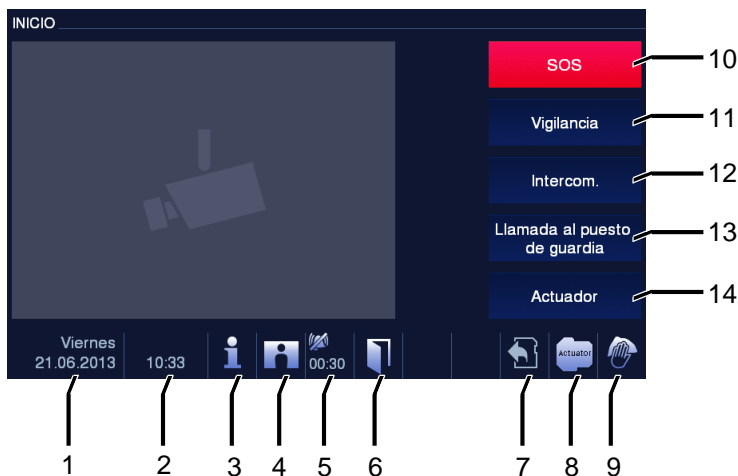 INICIO
SOS
10
Vigilancia
11
Intercom.
12
Llamada al puesto
de guardia
13
Actuador
14
Viernes
21.06.2013
10:33
00:30
Actuator
1 2 3 4 5 6 7 8 9